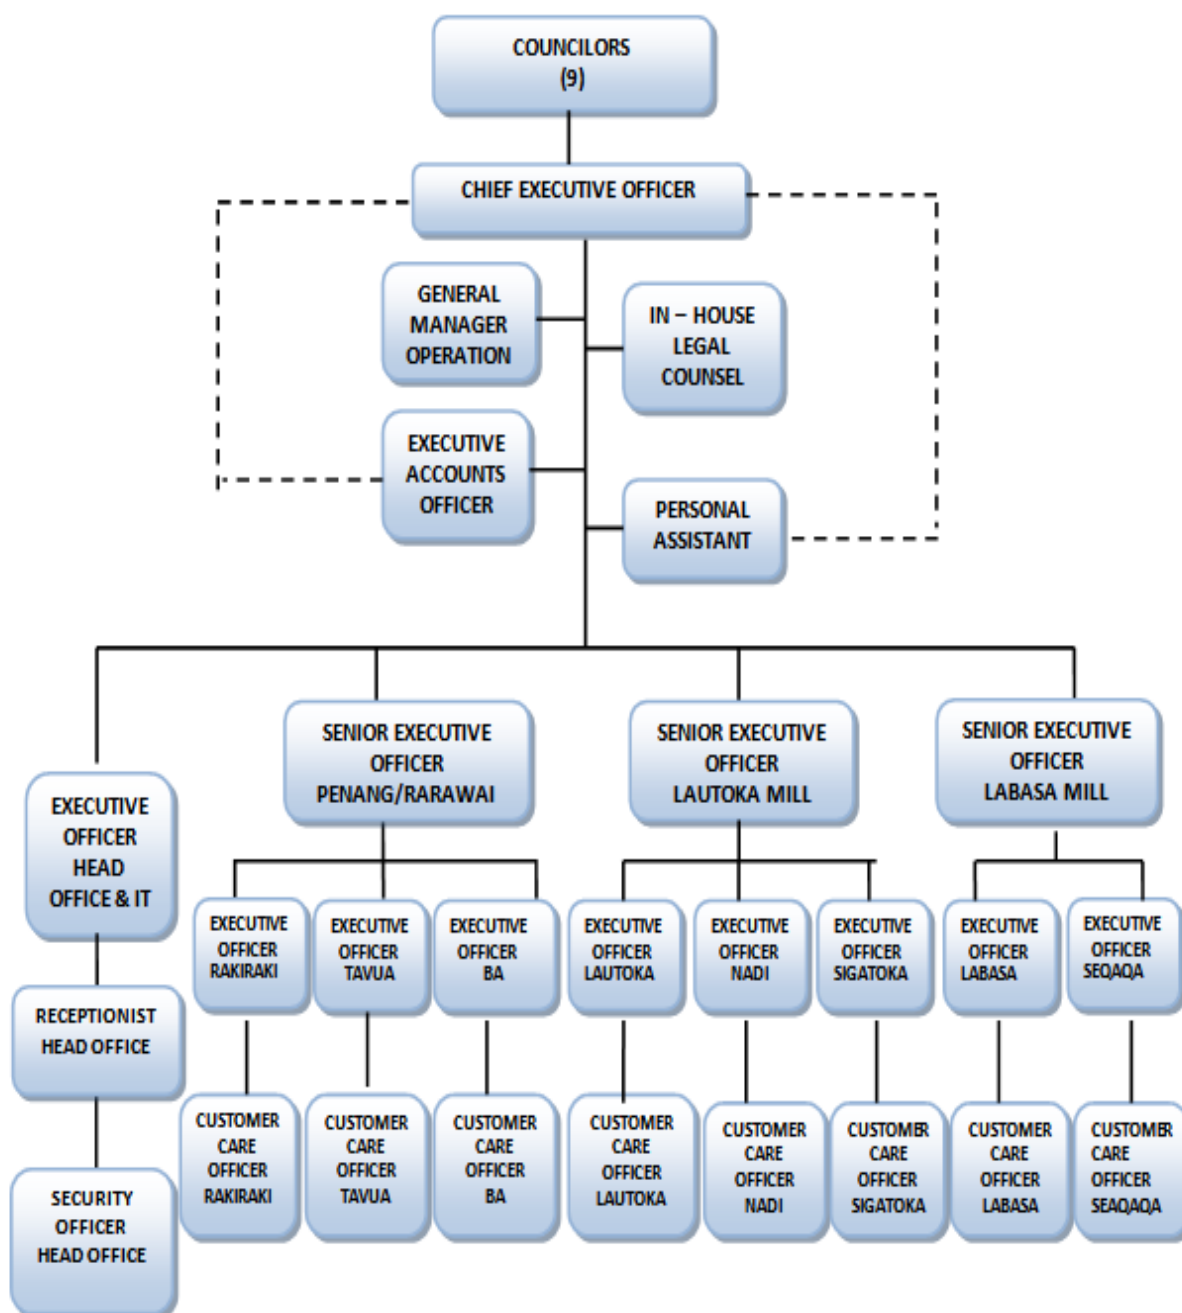 COUNCILORS
(9)
CHIEF EXECUTIVE OFFICER
GENERAL
MANAGER
OPERATION
IN – HOUSE
LEGAL
COUNSEL
EXECUTIVE
ACCOUNTS
OFFICER
PERSONAL
ASSISTANT
EXECUTIVE
OFFICER
HEAD
OFFICE & IT
SENIOR EXECUTIVE
OFFICER
PENANG/RARAWAI
SENIOR EXECUTIVE
OFFICER
LAUTOKA MILL
SENIOR EXECUTIVE
OFFICER
LABASA MILL
EXECUTIVE
OFFICER
RAKIRAKI
EXECUTIVE
OFFICER
TAVUA
EXECUTIVE
OFFICER
BA
EXECUTIVE
OFFICER
LAUTOKA
EXECUTIVE
OFFICER
NADI
EXECUTIVE
OFFICER
SIGATOKA
EXECUTIVE
OFFICER
LABASA
EXECUTIVE
OFFICER
SEQAQA
RECEPTIONIST
HEAD OFFICE
CUSTOMER
CARE
OFFICER
RAKIRAKI
CUSTOMER
CARE
OFFICER
TAVUA
CUSTOMER
CARE
OFFICER
BA
CUSTOMER
CARE
OFFICER
LAUTOKA
CUSTOMER
CARE
OFFICER
NADI
CUSTOMER
CARE
OFFICER
SIGATOKA
CUSTOMER
CARE
OFFICER
LABASA
CUSTOMER
CARE
OFFICER
SEAQAQA
SECURITY
OFFICER
HEAD OFFICE